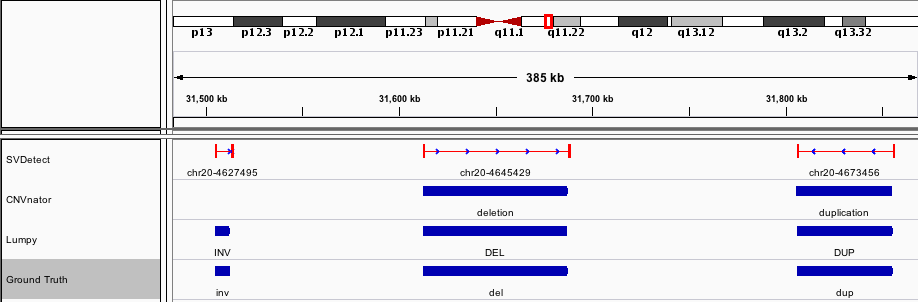 p13 p12.3 p12.2 p12.1 p11.23 p11.21 q11.1 q11.22 q12 q13.12 q13.2 q13.32
385 kb
31,500 kb 31,600 kb 31,700 kb 31,800 kb
SVDetect
chr20-4627495 chr20-4645429 chr20-4673456
CNVnator
deletion duplication
Lumpy
INV DEL DUP
Ground Truth
inv del dup